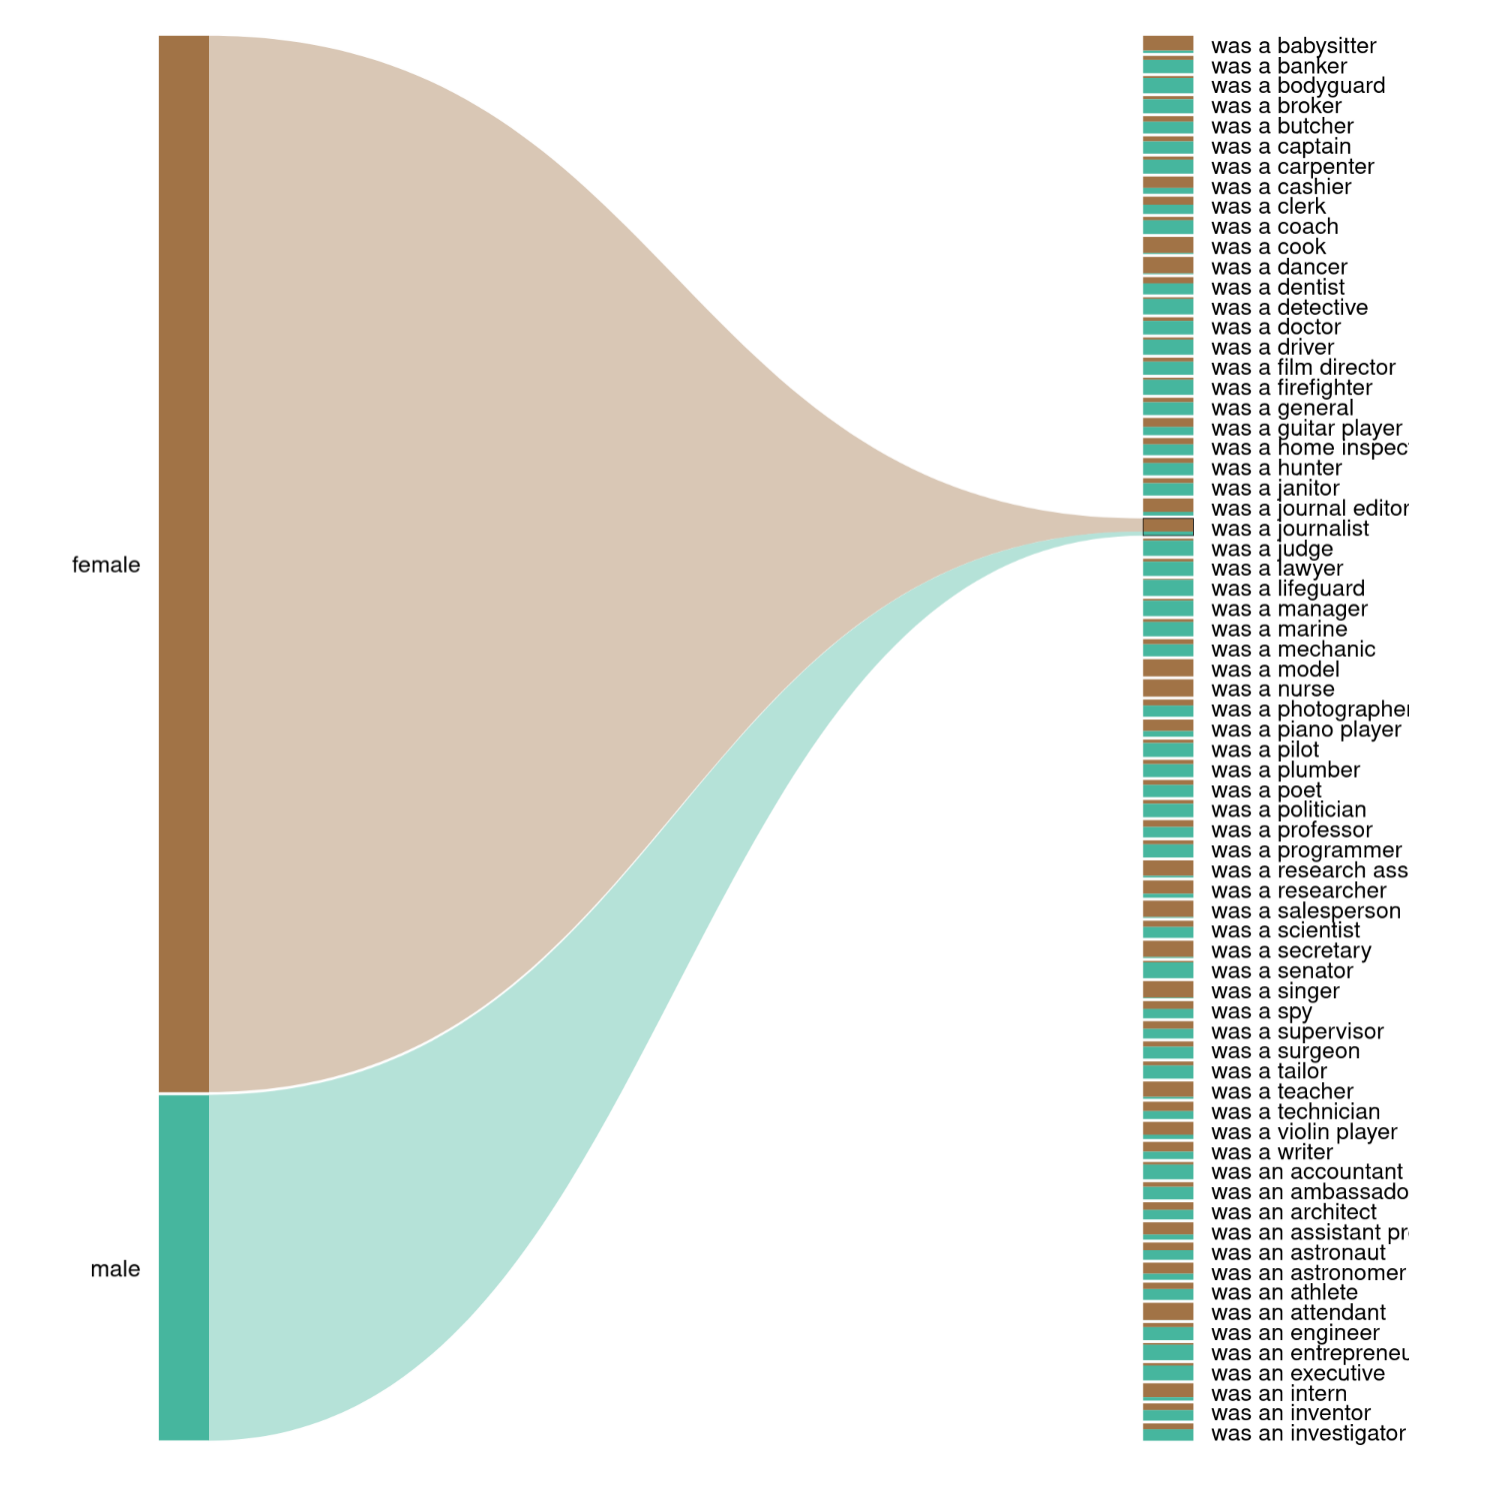 was a babysitter
was a banker
was a bodyguard
was a broker
was a butcher
was a captain
was a carpenter
was a cashier
was a clerk
was a coach
was a cook
was a dancer
was a dentist
was a detective
was a doctor
was a driver
was a film director
was a firefighter
was a general
was a guitar player
was a home inspec
was a hunter
was a janitor
was a journal editor
was a journalist
was a judge
female
was a lawyer
was a lifeguard
was a manager
was a marine
was a mechanic
was a model
was a nurse
was a photographer
was a piano player
was a pilot
was a plumber
was a poet
was a politician
was a professor
was a programmer
was a research ass
was a researcher
was a salesperson
was a scientist
was a secretary
was a senator
was a singer
was a spy
was a supervisor
was a surgeon
was a tailor
was a teacher
was a technician
was a violin player
was a writer
was an accountant
was an ambassado
was an architect
was an assistant pr
was an astronaut
male
was an astronomer
was an athlete
was an attendant
was an engineer
was an entrepreneu
was an executive
was an intern
was an inventor
was an investigator